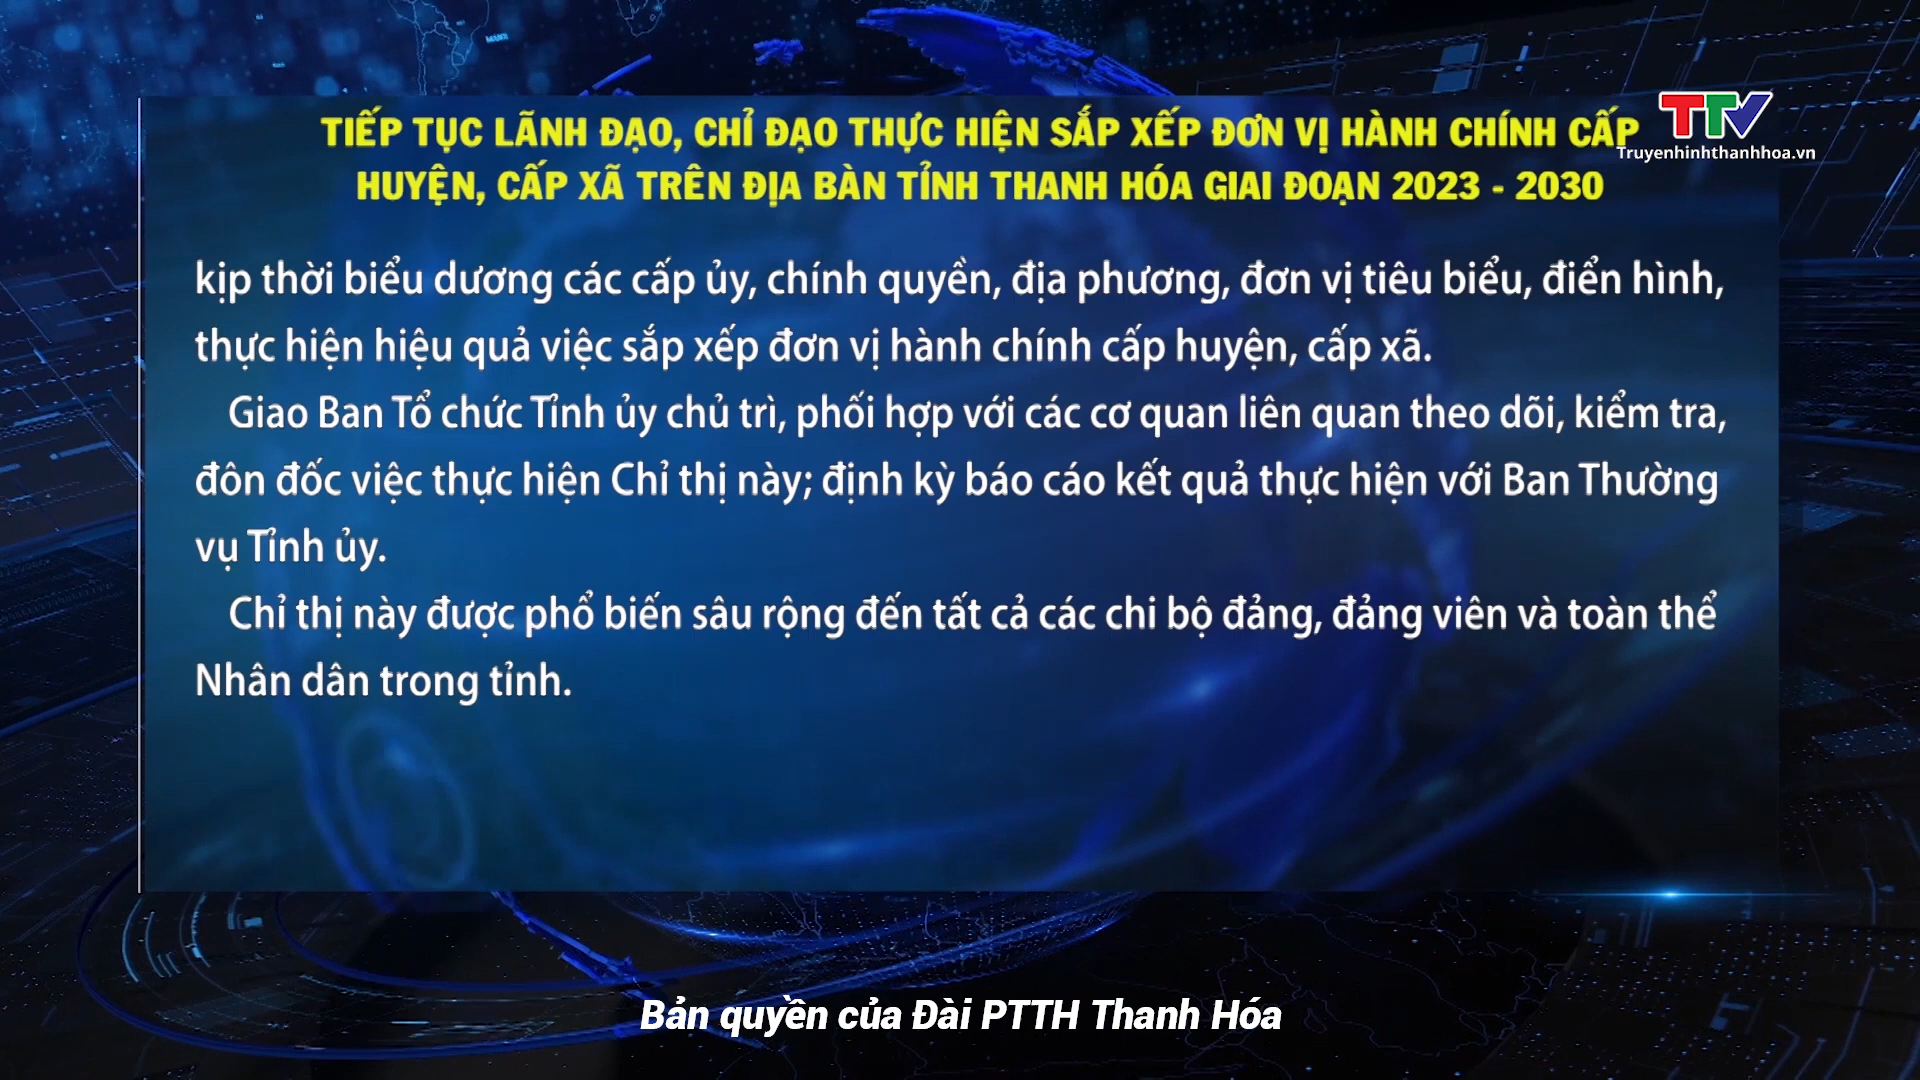 TIẾP TỤC LÃNH ĐẠO, CHỈ ĐẠO THỰC HIỆN SẮP XẾP ĐƠN VỊ HÀNH CHÍNH CẤP
HUYỆN, CẤP XÃ TRÊN ĐỊA BÀN TỈNH THANH HÓA GIAI ĐOẠN 2023 - 2030
TTV
Truyenhinhthanhhoa.vn
kịp thời biểu dương các cấp ủy, chính quyền, địa phương, đơn vị tiêu biểu, điển hình,
thực hiện hiệu quả việc sắp xếp đơn vị hành chính cấp huyện, cấp xã.
Giao Ban Tổ chức Tỉnh ủy chủ trì, phối hợp với các cơ quan liên quan theo dõi, kiểm tra,
đôn đốc việc thực hiện Chỉ thị này; định kỳ báo cáo kết quả thực hiện với Ban Thường
vụ Tỉnh ủy.
Chỉ thị này được phổ biến sâu rộng đến tất cả các chi bộ đảng, đảng viên và toàn thể
Nhân dân trong tỉnh.
Bản quyền của Đài PTTH Thanh Hóa